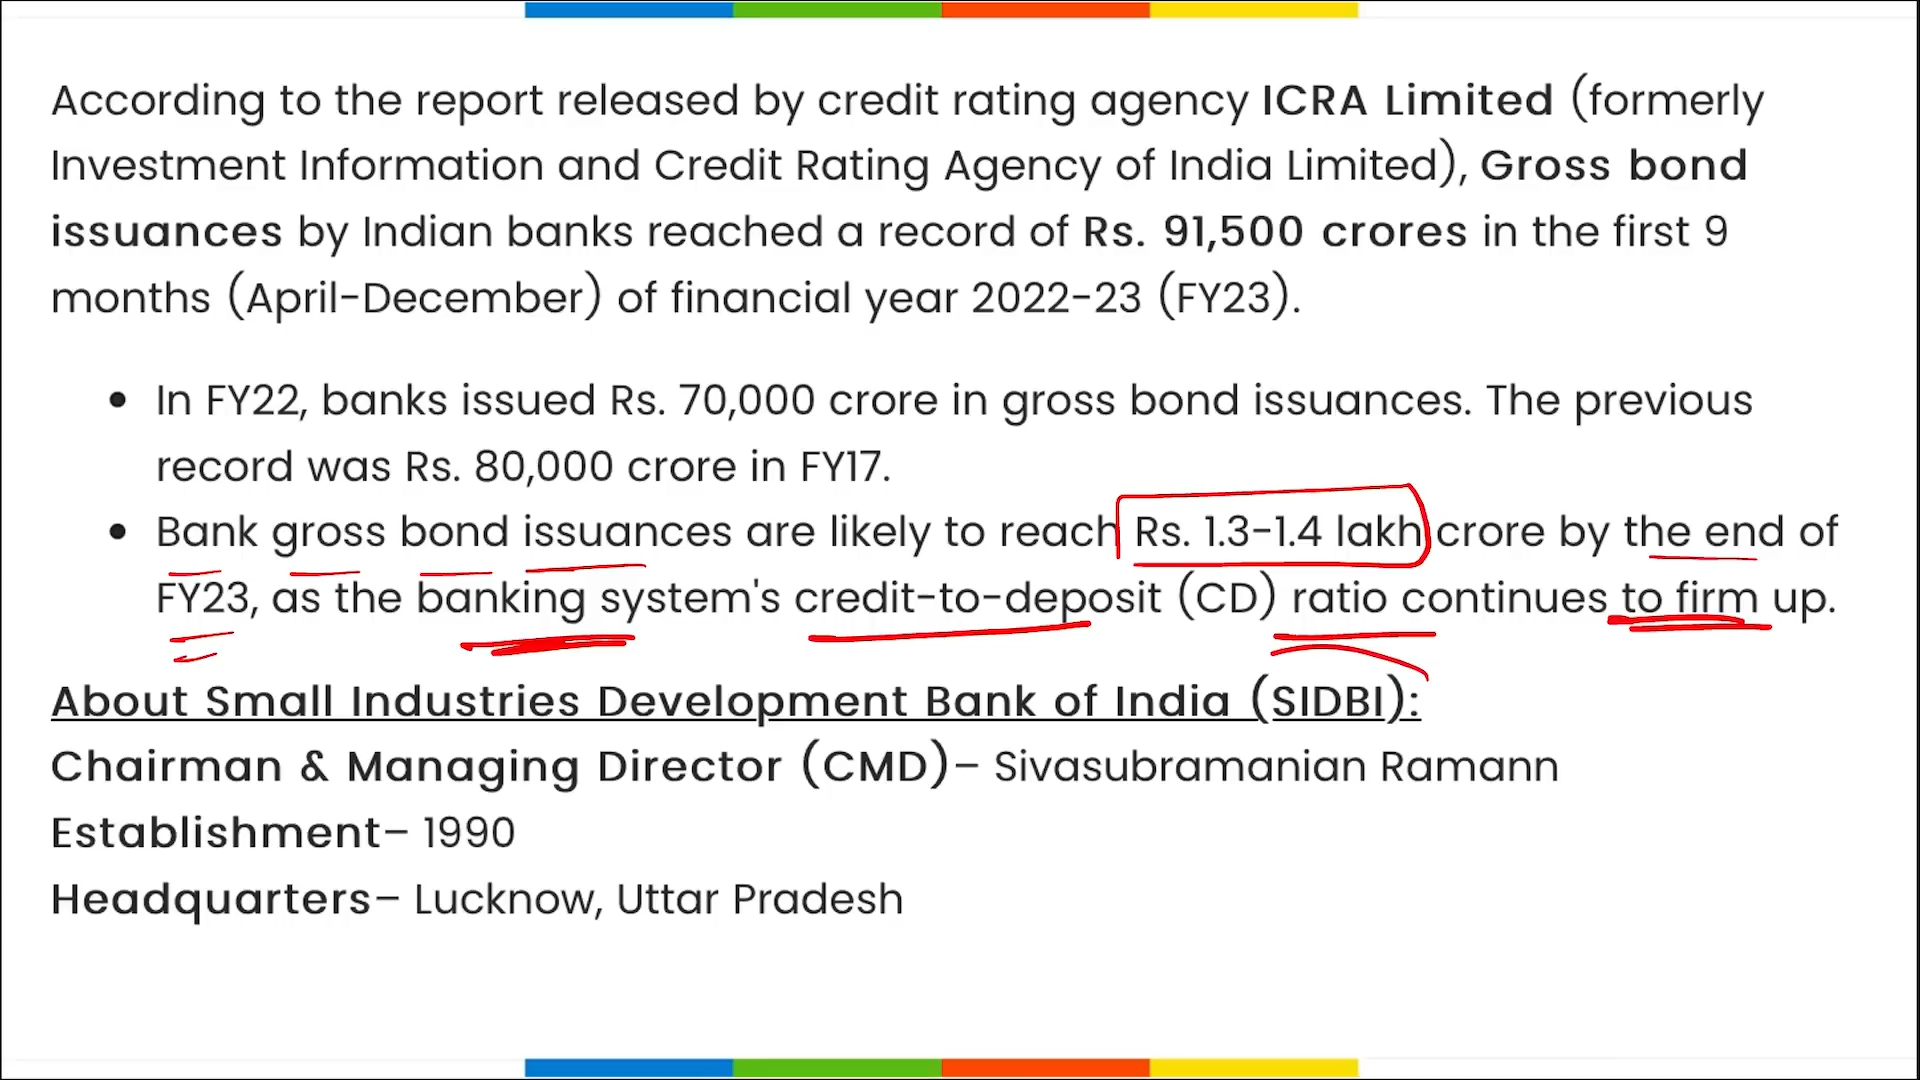 According to the report released by credit rating agency ICRA Limited (formerly
Investment Information and Credit Rating Agency of India Limited), Gross bond
issuances by Indian banks reached a record of Rs. 91,500 crores in the first 9
months (April-December) of financial year 2022-23 (FY23).
• In FY22, banks issued Rs. 70,000 crore in gross bond issuances. The previous
record was Rs. 80,000 crore in FY17.
• Bank gross bond issuances are likely to reach Rs. 1.3-1.4 lakh crore by the end of
FY23, as the banking system's credit-to-deposit (CD) ratio continues to firm up.
About Small Industries Development Bank of India (SIDBI):
Chairman & Managing Director (CMD)– Sivasubramanian Ramann
Establishment– 1990
Headquarters– Lucknow, Uttar Pradesh